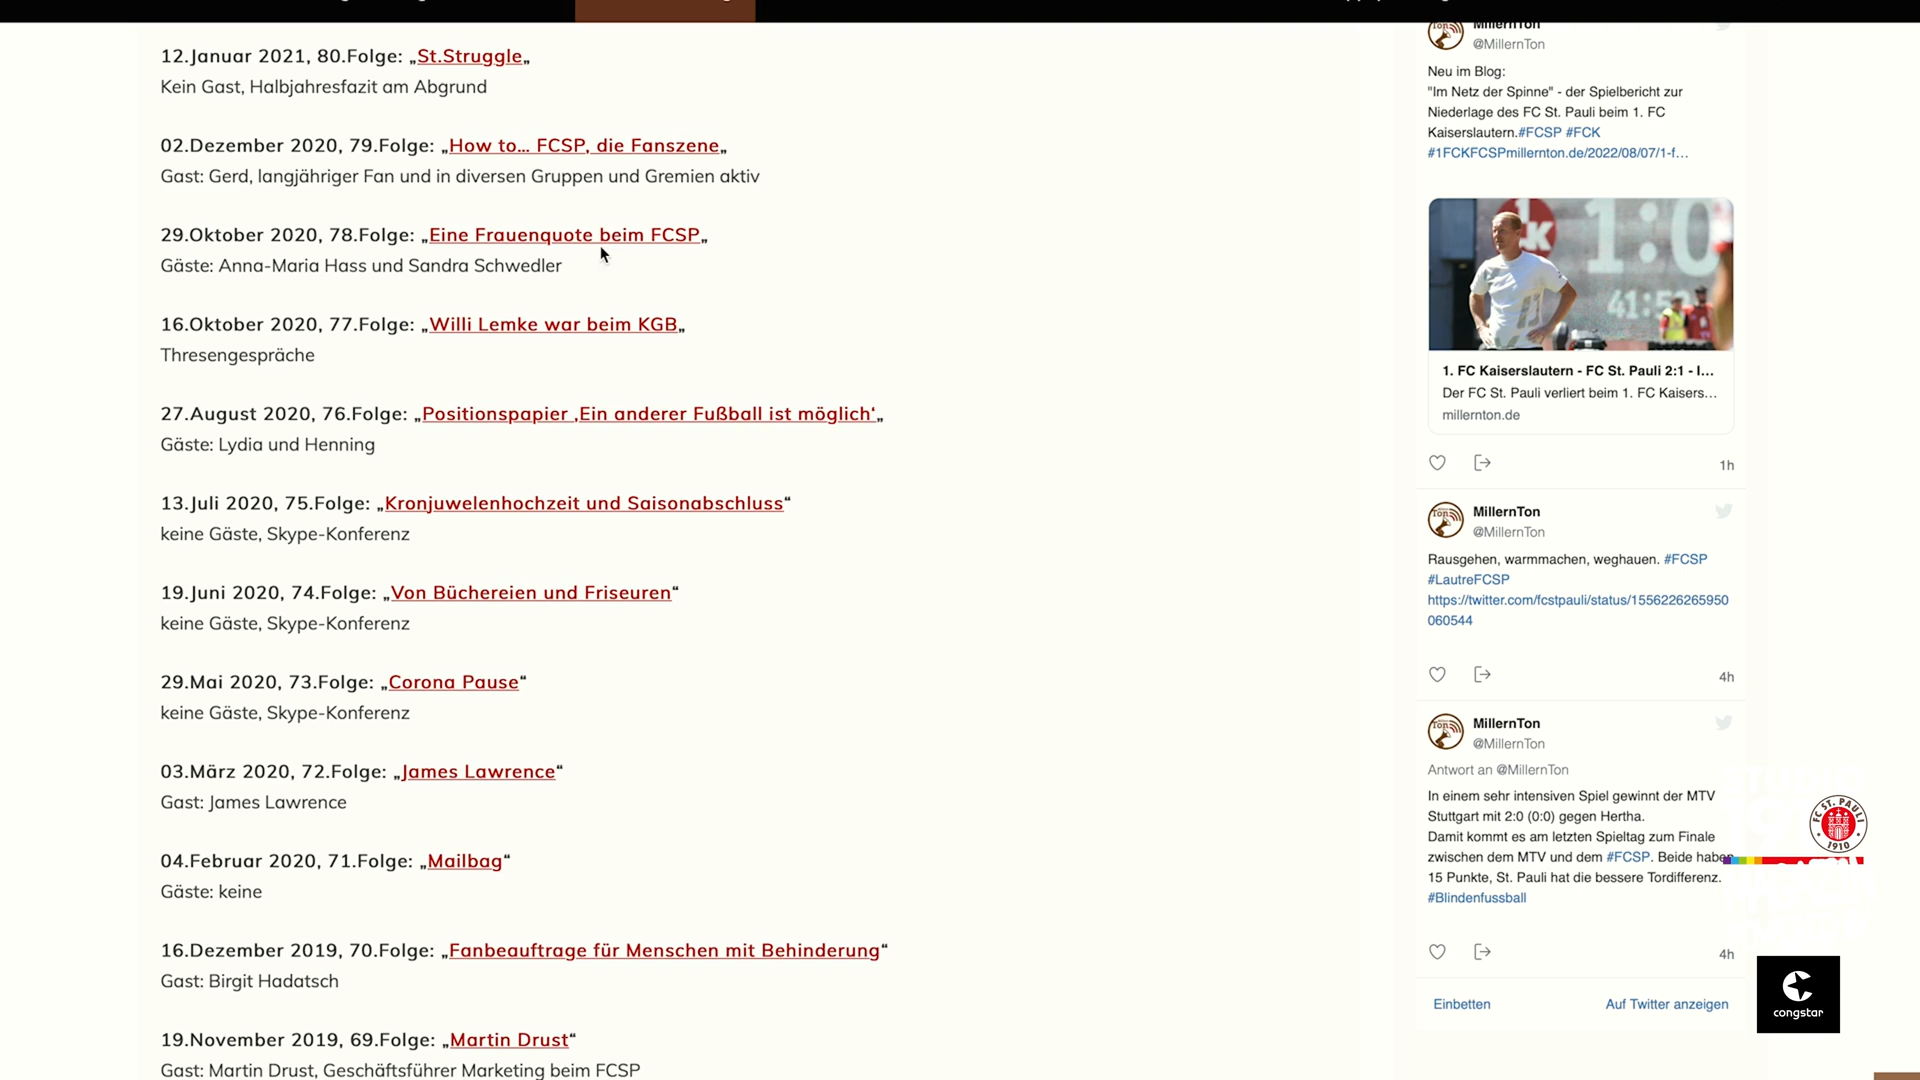 12.Januar 2021, 80.Folge: „St.Struggle„
Kein Gast, Halbjahresfazit am Abgrund
02.Dezember 2020, 79.Folge: „How to... FCSP, die Fanszene„
Gast: Gerd, langjähriger Fan und in diversen Gruppen und Gremien aktiv
29.Oktober 2020, 78.Folge: „Eine Frauenquote beim FCSP„
Gäste: Anna-Maria Hass und Sandra Schwedler
16.Oktober 2020, 77.Folge: „Willi Lemke war beim KGB„
Thresengespräche
27.August 2020, 76.Folge: „Positionspapier ‚Ein anderer Fußball ist möglich‘„
Gäste: Lydia und Henning
13.Juli 2020, 75.Folge: „Kronjuwelenhochzeit und Saisonabschluss“
keine Gäste, Skype-Konferenz
19.Juni 2020, 74.Folge: „Von Büchereien und Friseuren“
keine Gäste, Skype-Konferenz
29.Mai 2020, 73.Folge: „Corona Pause“
keine Gäste, Skype-Konferenz
03.März 2020, 72.Folge: „James Lawrence“
Gast: James Lawrence
04.Februar 2020, 71.Folge: „Mailbag“
Gäste: keine
16.Dezember 2019, 70.Folge: „Fanbeauftrage für Menschen mit Behinderung“
Gast: Birgit Hadatsch
19.November 2019, 69.Folge: „Martin Drust“
Gast: Martin Drust, Geschäftsführer Marketing beim FCSP
MillernTon
@MillernTon
Neu im Blog:
"Im Netz der Spinne" - der Spielbericht zur
Niederlage des FC St. Pauli beim 1. FC
Kaiserslautern.#FCSP #FCK
#1FCKFCSPmillernton.de/2022/08/07/1-f...
1:0
41:52
1. FC Kaiserslautern - FC St. Pauli 2:1 - I...
Der FC St. Pauli verliert beim 1. FC Kaisers...
millernton.de
1h
MillernTon
@MillernTon
Rausgehen, warmmachen, weghauen. #FCSP
#LautreFCSP
https://twitter.com/fcstpauli/status/1556226265950
060544
4h
MillernTon
@MillernTon
Antwort an @MillernTon
In einem sehr intensiven Spiel gewinnt der MTV
Stuttgart mit 2:0 (0:0) gegen Hertha.
Damit kommt es am letzten Spieltag zum Finale
zwischen dem MTV und dem #FCSP. Beide haben
15 Punkte, St. Pauli hat die bessere Tordifferenz.
#Blindenfussball
4h
Einbetten
Auf Twitter anzeigen
FC ST. PAULI
1910
congstar